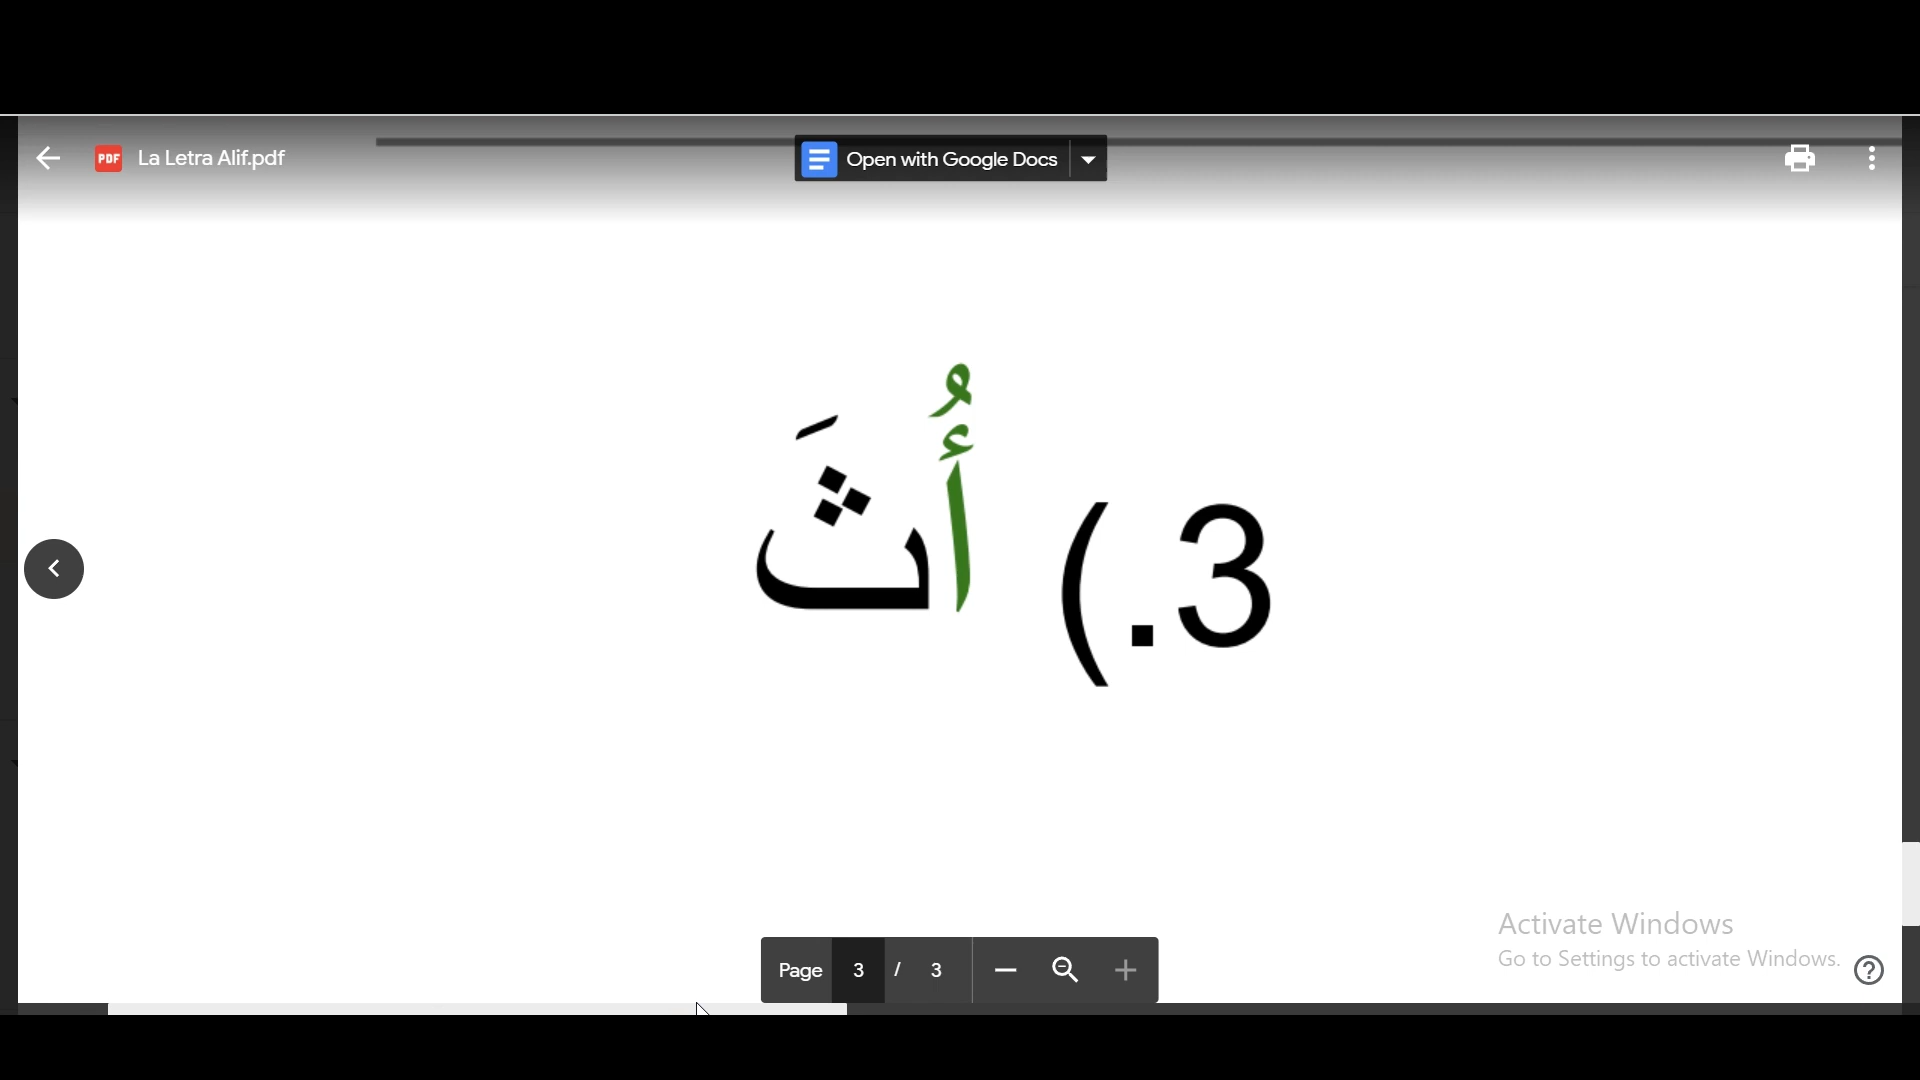 PDF La Letra Alif.pdf
Open with Google Docs
3.) أُثَ
Activate Windows
Go to Settings to activate Windows.
Page 3 / 3